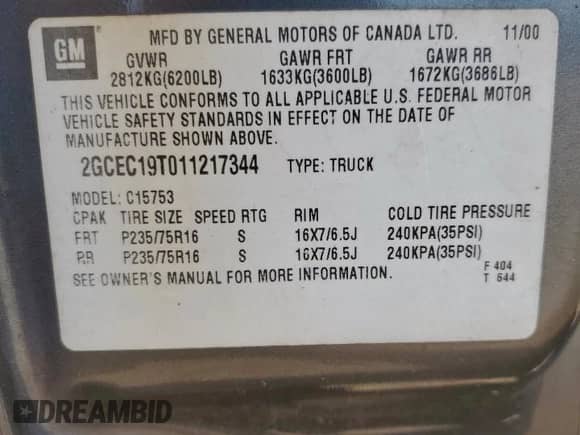 GM
MFD BY GENERAL MOTORS OF CANADA LTD. 11/00
GVWR GAWR FRT GAWR RR
2812KG(6200LB) 1633KG(3600LB) 1672KG(3686LB)
THIS VEHICLE CONFORMS TO ALL APPLICABLE U.S. FEDERAL MOTOR
VEHICLE SAFETY STANDARDS IN EFFECT ON THE DATE OF
MANUFACTURE SHOWN ABOVE.
2GCEC19T011217344 TYPE: TRUCK
MODEL: C15753
CPAK TIRE SIZE SPEED RTG RIM COLD TIRE PRESSURE
FRT P235/75R16 S 16X7/6.5J 240KPA(35PSI)
RR P235/75R16 S 16X7/6.5J 240KPA(35PSI)
SEE OWNER'S MANUAL FOR MORE INFORMATION.
F 404
T 644
DREAMBID